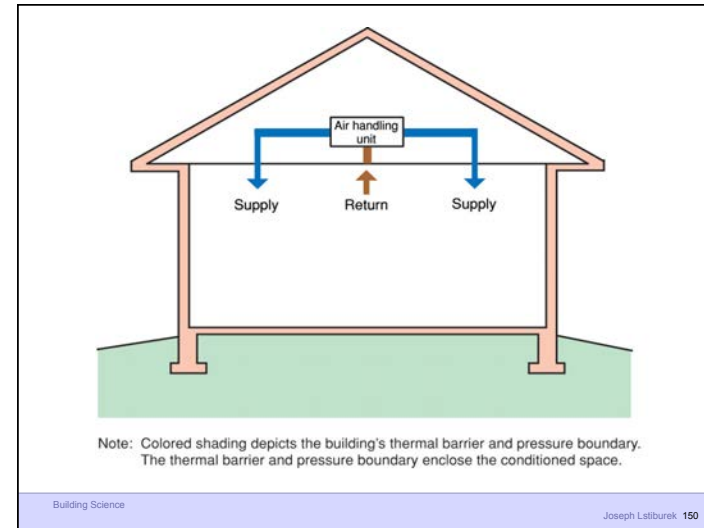 Air handling
unit
Supply
Return
Supply
Note: Colored shading depicts the building's thermal barrier and pressure boundary.
The thermal barrier and pressure boundary enclose the conditioned space.
Building Science
Joseph Lstiburek 150